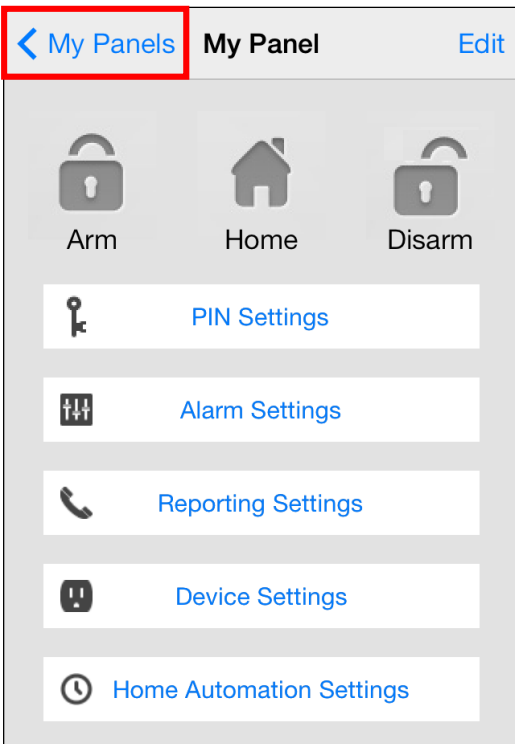 My Panels My Panel Edit
Arm Home Disarm
PIN Settings
Alarm Settings
Reporting Settings
Device Settings
Home Automation Settings